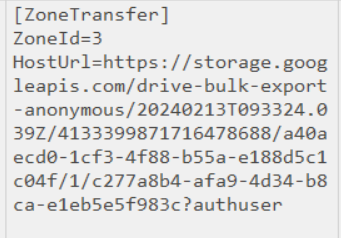 [ZoneTransfer]
ZoneId=3
HostUrl=https://storage.goog
leapis.com/drive-bulk-export
-anonymous/20240213T093324.0
39Z/4133399871716478688/a40a
ecd0-1cf3-4f88-b55a-e188d5c1
c04f/1/c277a8b4-afa9-4d34-b8
ca-e1eb5e5f983c?authuser